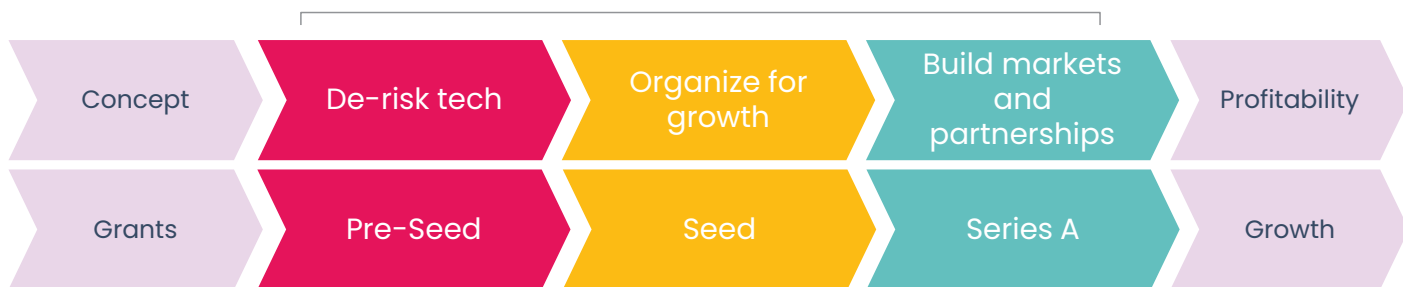 Concept
De-risk tech
Organize for
growth
Build markets
and
partnerships
Profitability
Grants
Pre-Seed
Seed
Series A
Growth